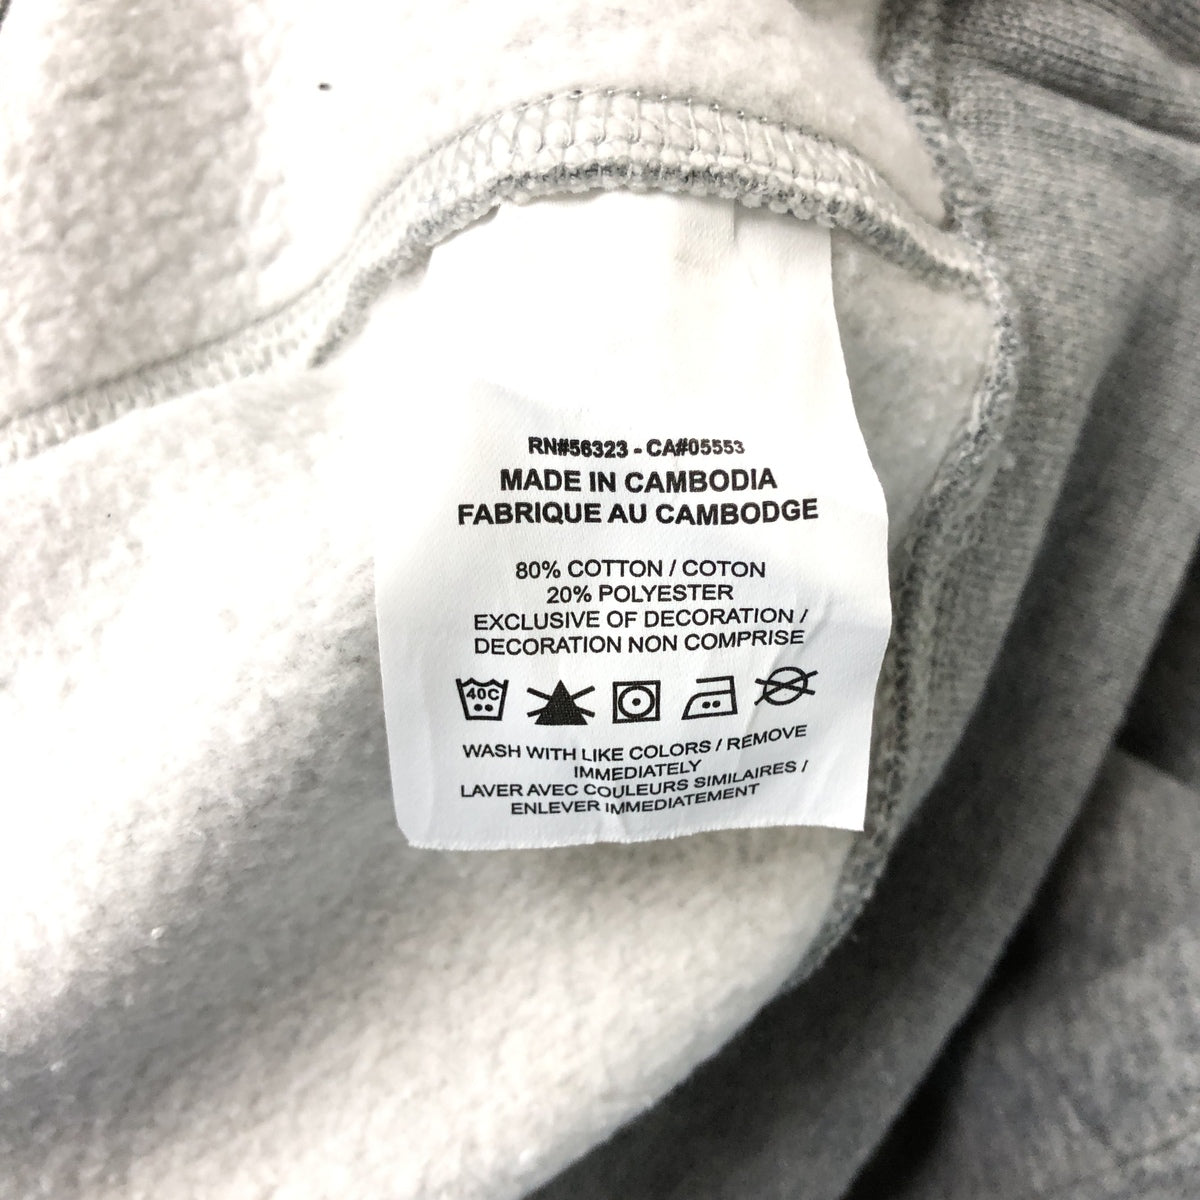 RN#56323 - CA#05553
MADE IN CAMBODIA
FABRIQUE AU CAMBODGE
80% COTTON / COTON
20% POLYESTER
EXCLUSIVE OF DECORATION /
DECORATION NON COMPRISE
40C
WASH WITH LIKE COLORS / REMOVE
IMMEDIATELY
LAVER AVEC COULEURS SIMILAIRES /
ENLEVER IMMEDIATEMENT